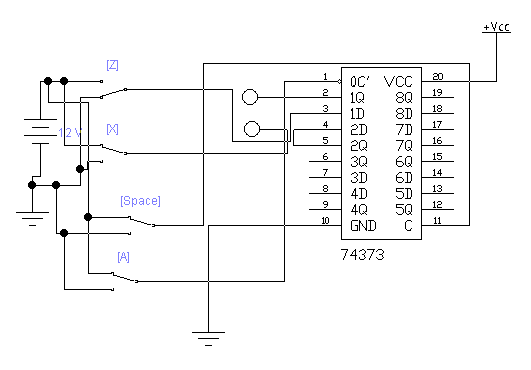 +Vcc
[Z]
12 V
[X]
[Space]
[A]
1 OC' VCC 20
2 1Q 8Q 19
3 1D 8D 18
4 2D 7D 17
5 2Q 7Q 16
6 3Q 6Q 15
7 3D 6D 14
8 4D 5D 13
9 4Q 5Q 12
10 GND C 11
74373